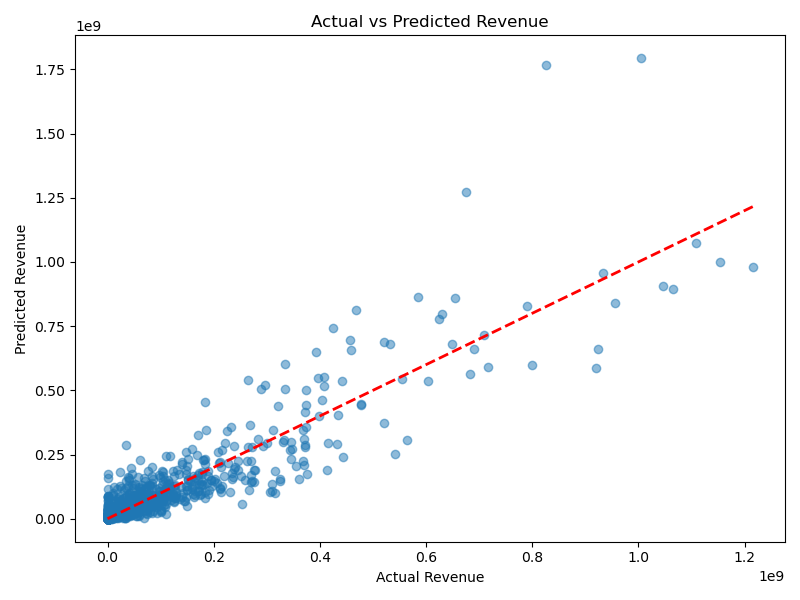 Actual vs Predicted Revenue
1e9
1.75
1.50
1.25
1.00
0.75
0.50
0.25
0.00
Predicted Revenue
0.0 0.2 0.4 0.6 0.8 1.0 1.2
1e9
Actual Revenue